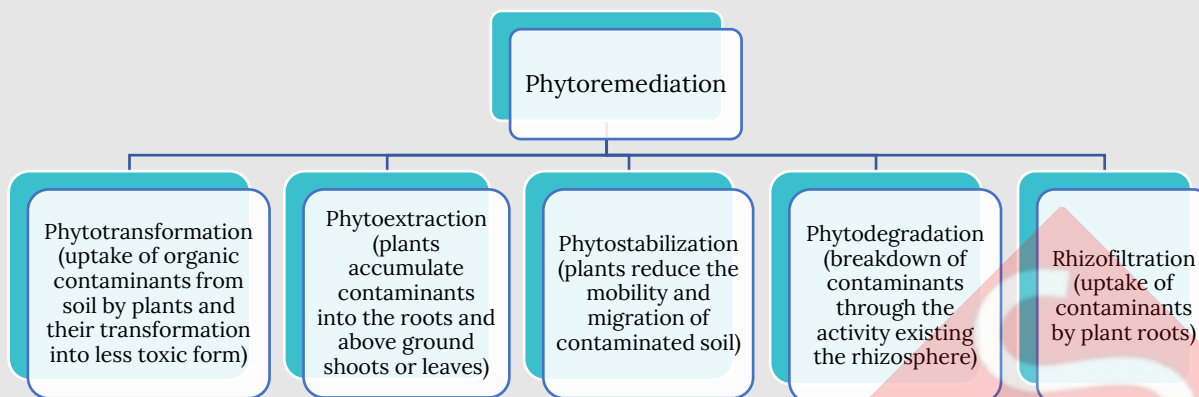 Phytoremediation
Phytotransformation
(uptake of organic
contaminants from
soil by plants and
their transformation
into less toxic form)
Phytoextraction
(plants
accumulate
contaminants
into the roots and
above ground
shoots or leaves)
Phytostabilization
(plants reduce the
mobility and
migration of
contaminated soil)
Phytodegradation
(breakdown of
contaminants
through the
activity existing
the rhizosphere)
Rhizofiltration
(uptake of
contaminants
by plant roots)